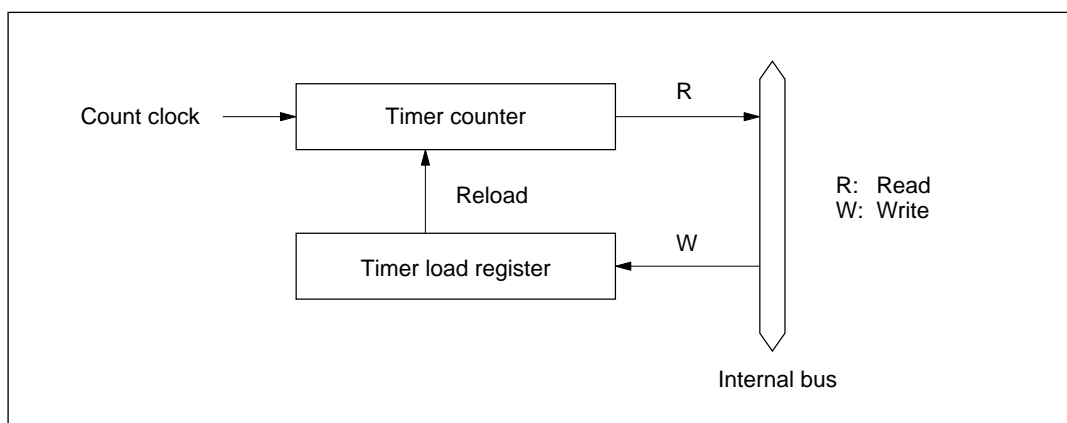 R
Count clock
Timer counter
Reload
R: Read
W: Write
W
Timer load register
Internal bus